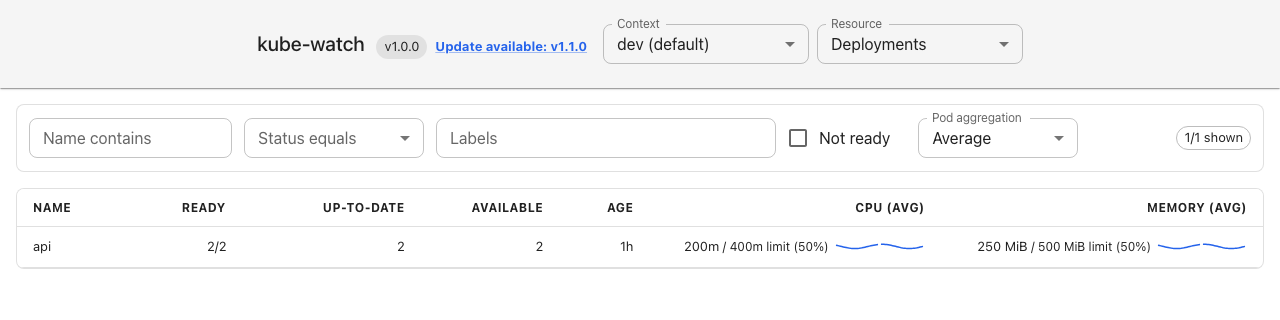 kube-watch v1.0.0 Update available: v1.1.0
Context
dev (default)
Resource
Deployments
Name contains
Status equals
Labels
Not ready
Pod aggregation
Average
1/1 shown
NAME READY UP-TO-DATE AVAILABLE AGE CPU (AVG) MEMORY (AVG)
api 2/2 2 2 1h 200m / 400m limit (50%) 250 MiB / 500 MiB limit (50%)